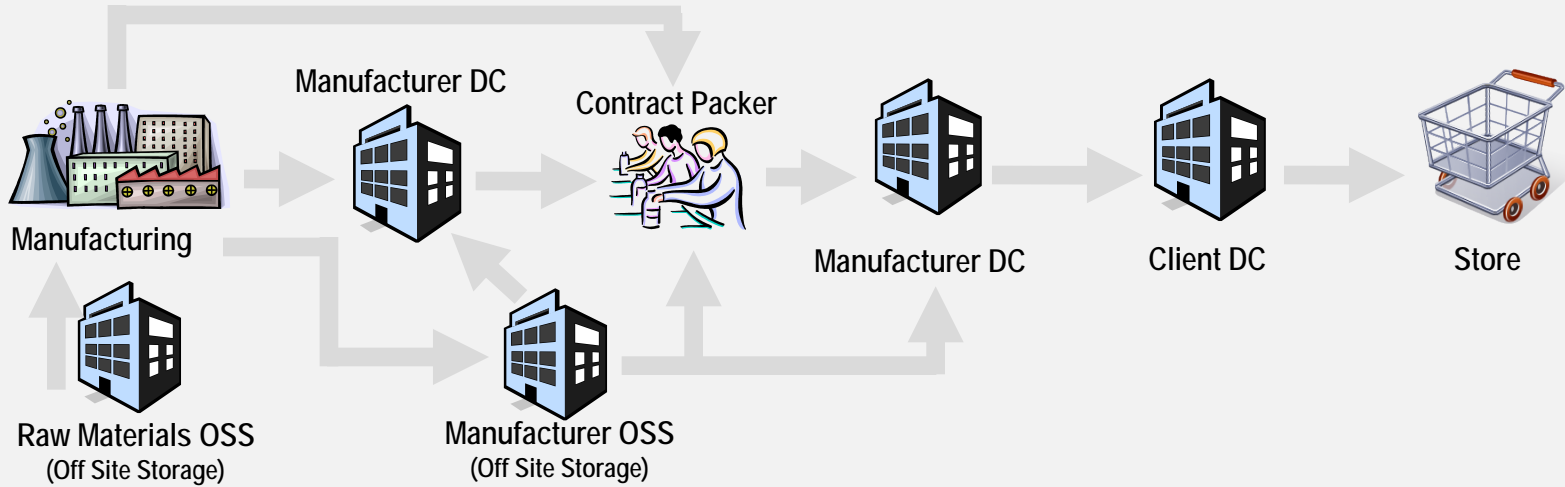 Manufacturer DC
Contract Packer
Manufacturing
Manufacturer DC
Client DC
Store
Raw Materials OSS
(Off Site Storage)
Manufacturer OSS
(Off Site Storage)